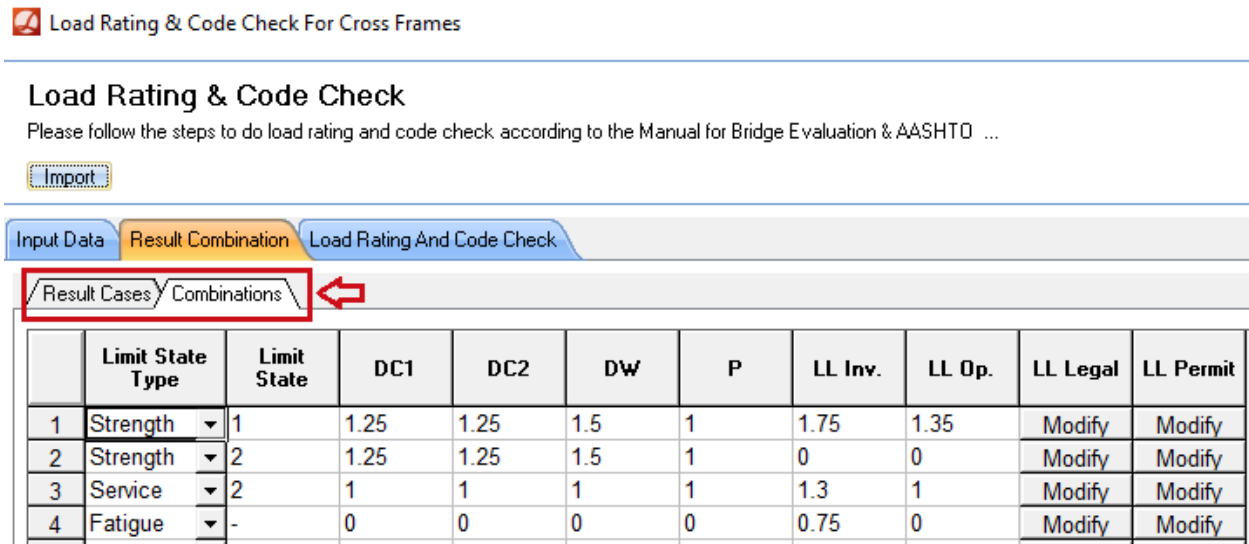 Load Rating & Code Check For Cross Frames
Load Rating & Code Check
Please follow the steps to do load rating and code check according to the Manual for Bridge Evaluation & AASHTO ...
Import
Input Data Result Combination Load Rating And Code Check
Result Cases Combinations
Limit State Type Limit State DC1 DC2 DW P LL Inv. LL Op. LL Legal LL Permit
1 Strength 1 1.25 1.25 1.5 1 1.75 1.35 Modify Modify
2 Strength 2 1.25 1.25 1.5 1 0 0 Modify Modify
3 Service 2 1 1 1 1 1.3 1 Modify Modify
4 Fatigue - 0 0 0 0 0.75 0 Modify Modify